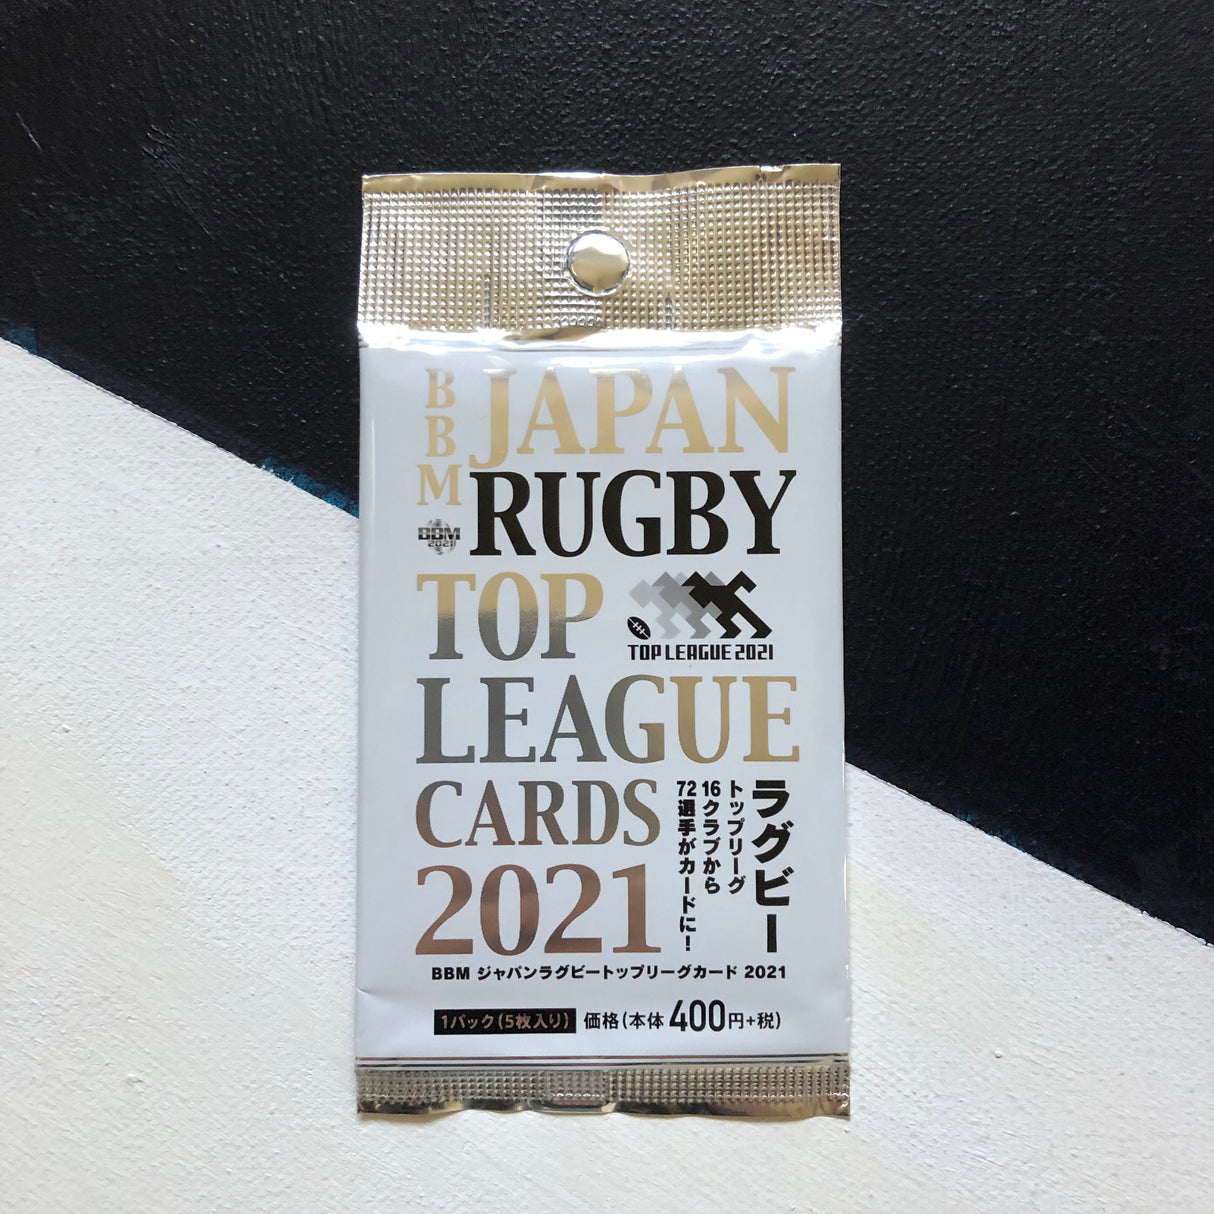 BBM
JAPAN
RUGBY
BBM
2021
TOP
TOP LEAGUE 2021
LEAGUE
CARDS
2021
ラグビー
トップリーグ
16クラブから
72選手がカードに!
BBM ジャパンラグビートップリーグカード 2021
1パック(5枚入り) 価格(本体400円+税)